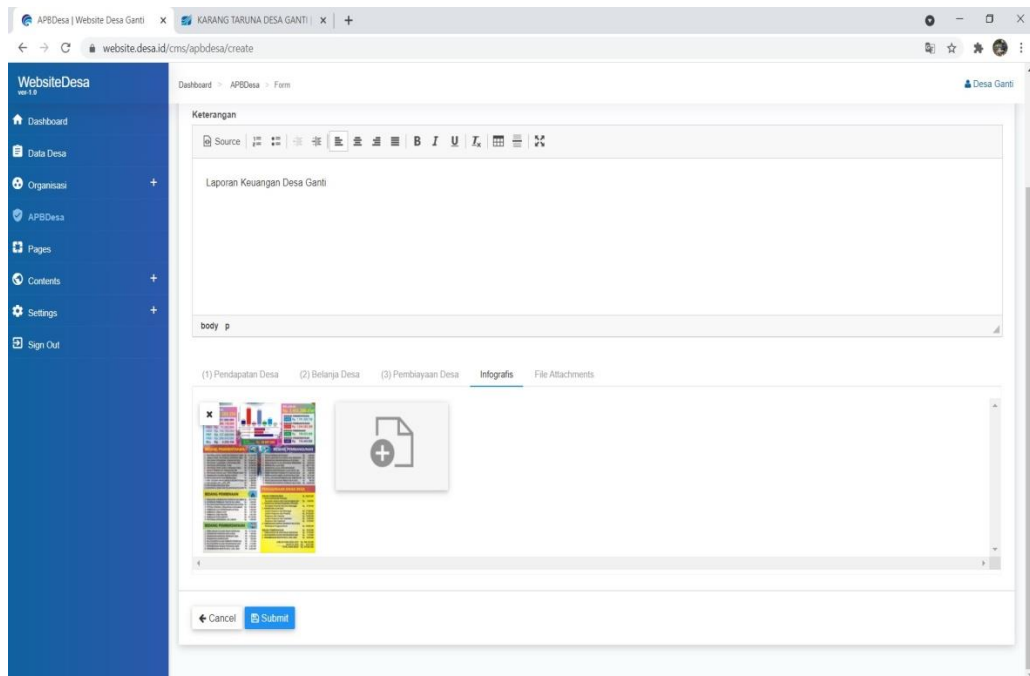 APBDesa | Website Desa Ganti
KARANG TARUNA DESA GANTI |
website.desa.id/cms/apbdesa/create
WebsiteDesa
ver-1.0
Dashboard > APBDesa > Form
Desa Ganti
Dashboard
Data Desa
Organisasi +
APBDesa
Pages
Contents +
Settings +
Sign Out
Keterangan
Source
B I U Ix
Laporan Keuangan Desa Ganti
body p
(1) Pendapatan Desa (2) Belanja Desa (3) Pembiayaan Desa Infografis File Attachments
Cancel Submit